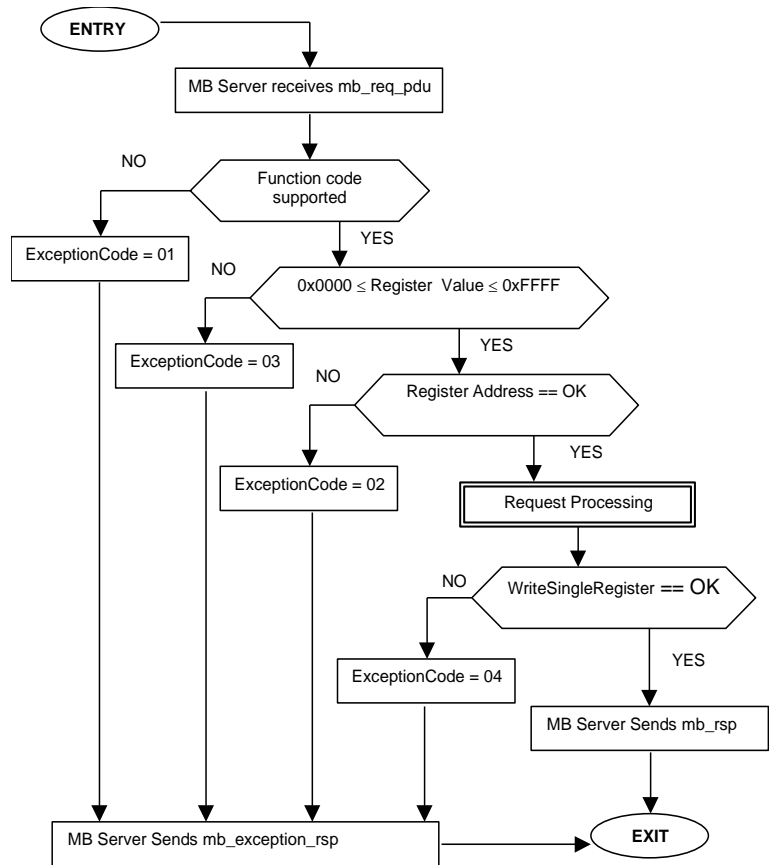 ENTRY
MB Server receives mb_req_pdu
NO
Function code
supported
YES
ExceptionCode = 01
NO
0x0000 ≤ Register Value ≤ 0xFFFF
YES
ExceptionCode = 03
NO
Register Address == OK
YES
ExceptionCode = 02
Request Processing
NO
WriteSingleRegister == OK
YES
ExceptionCode = 04
MB Server Sends mb_rsp
MB Server Sends mb_exception_rsp
EXIT